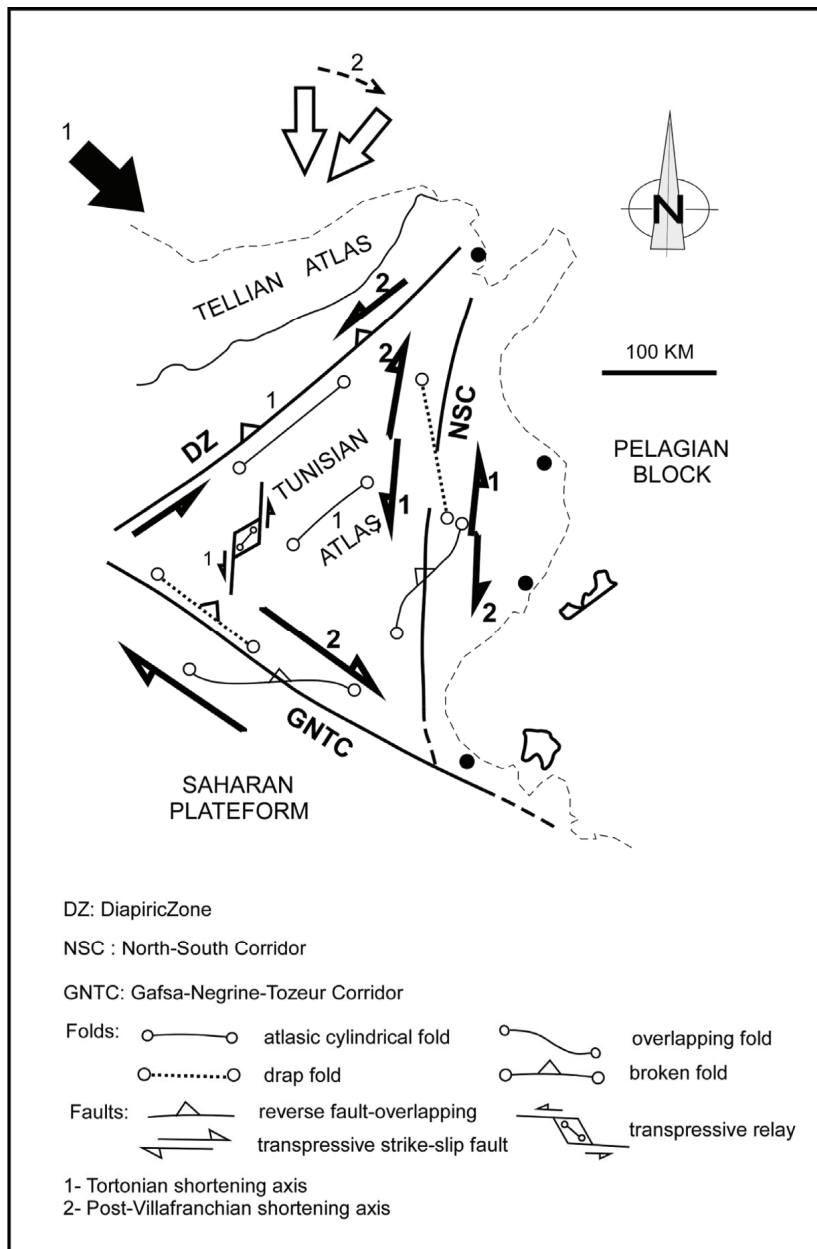 2
1
N
TELLIAN ATLAS
2
100 KM
2
1
NSC
DZ
TUNISIAN
PELAGIAN
BLOCK
1
1
1
ATLAS
1
2
2
GNTC
SAHARAN
PLATEFORM
DZ: DiapiricZone
NSC : North-South Corridor
GNTC: Gafsa-Negrine-Tozeur Corridor
Folds: atlasic cylindrical fold overlapping fold
drap fold broken fold
Faults: reverse fault-overlapping transpressive relay
transpressive strike-slip fault
1- Tortonian shortening axis
2- Post-Villafranchian shortening axis